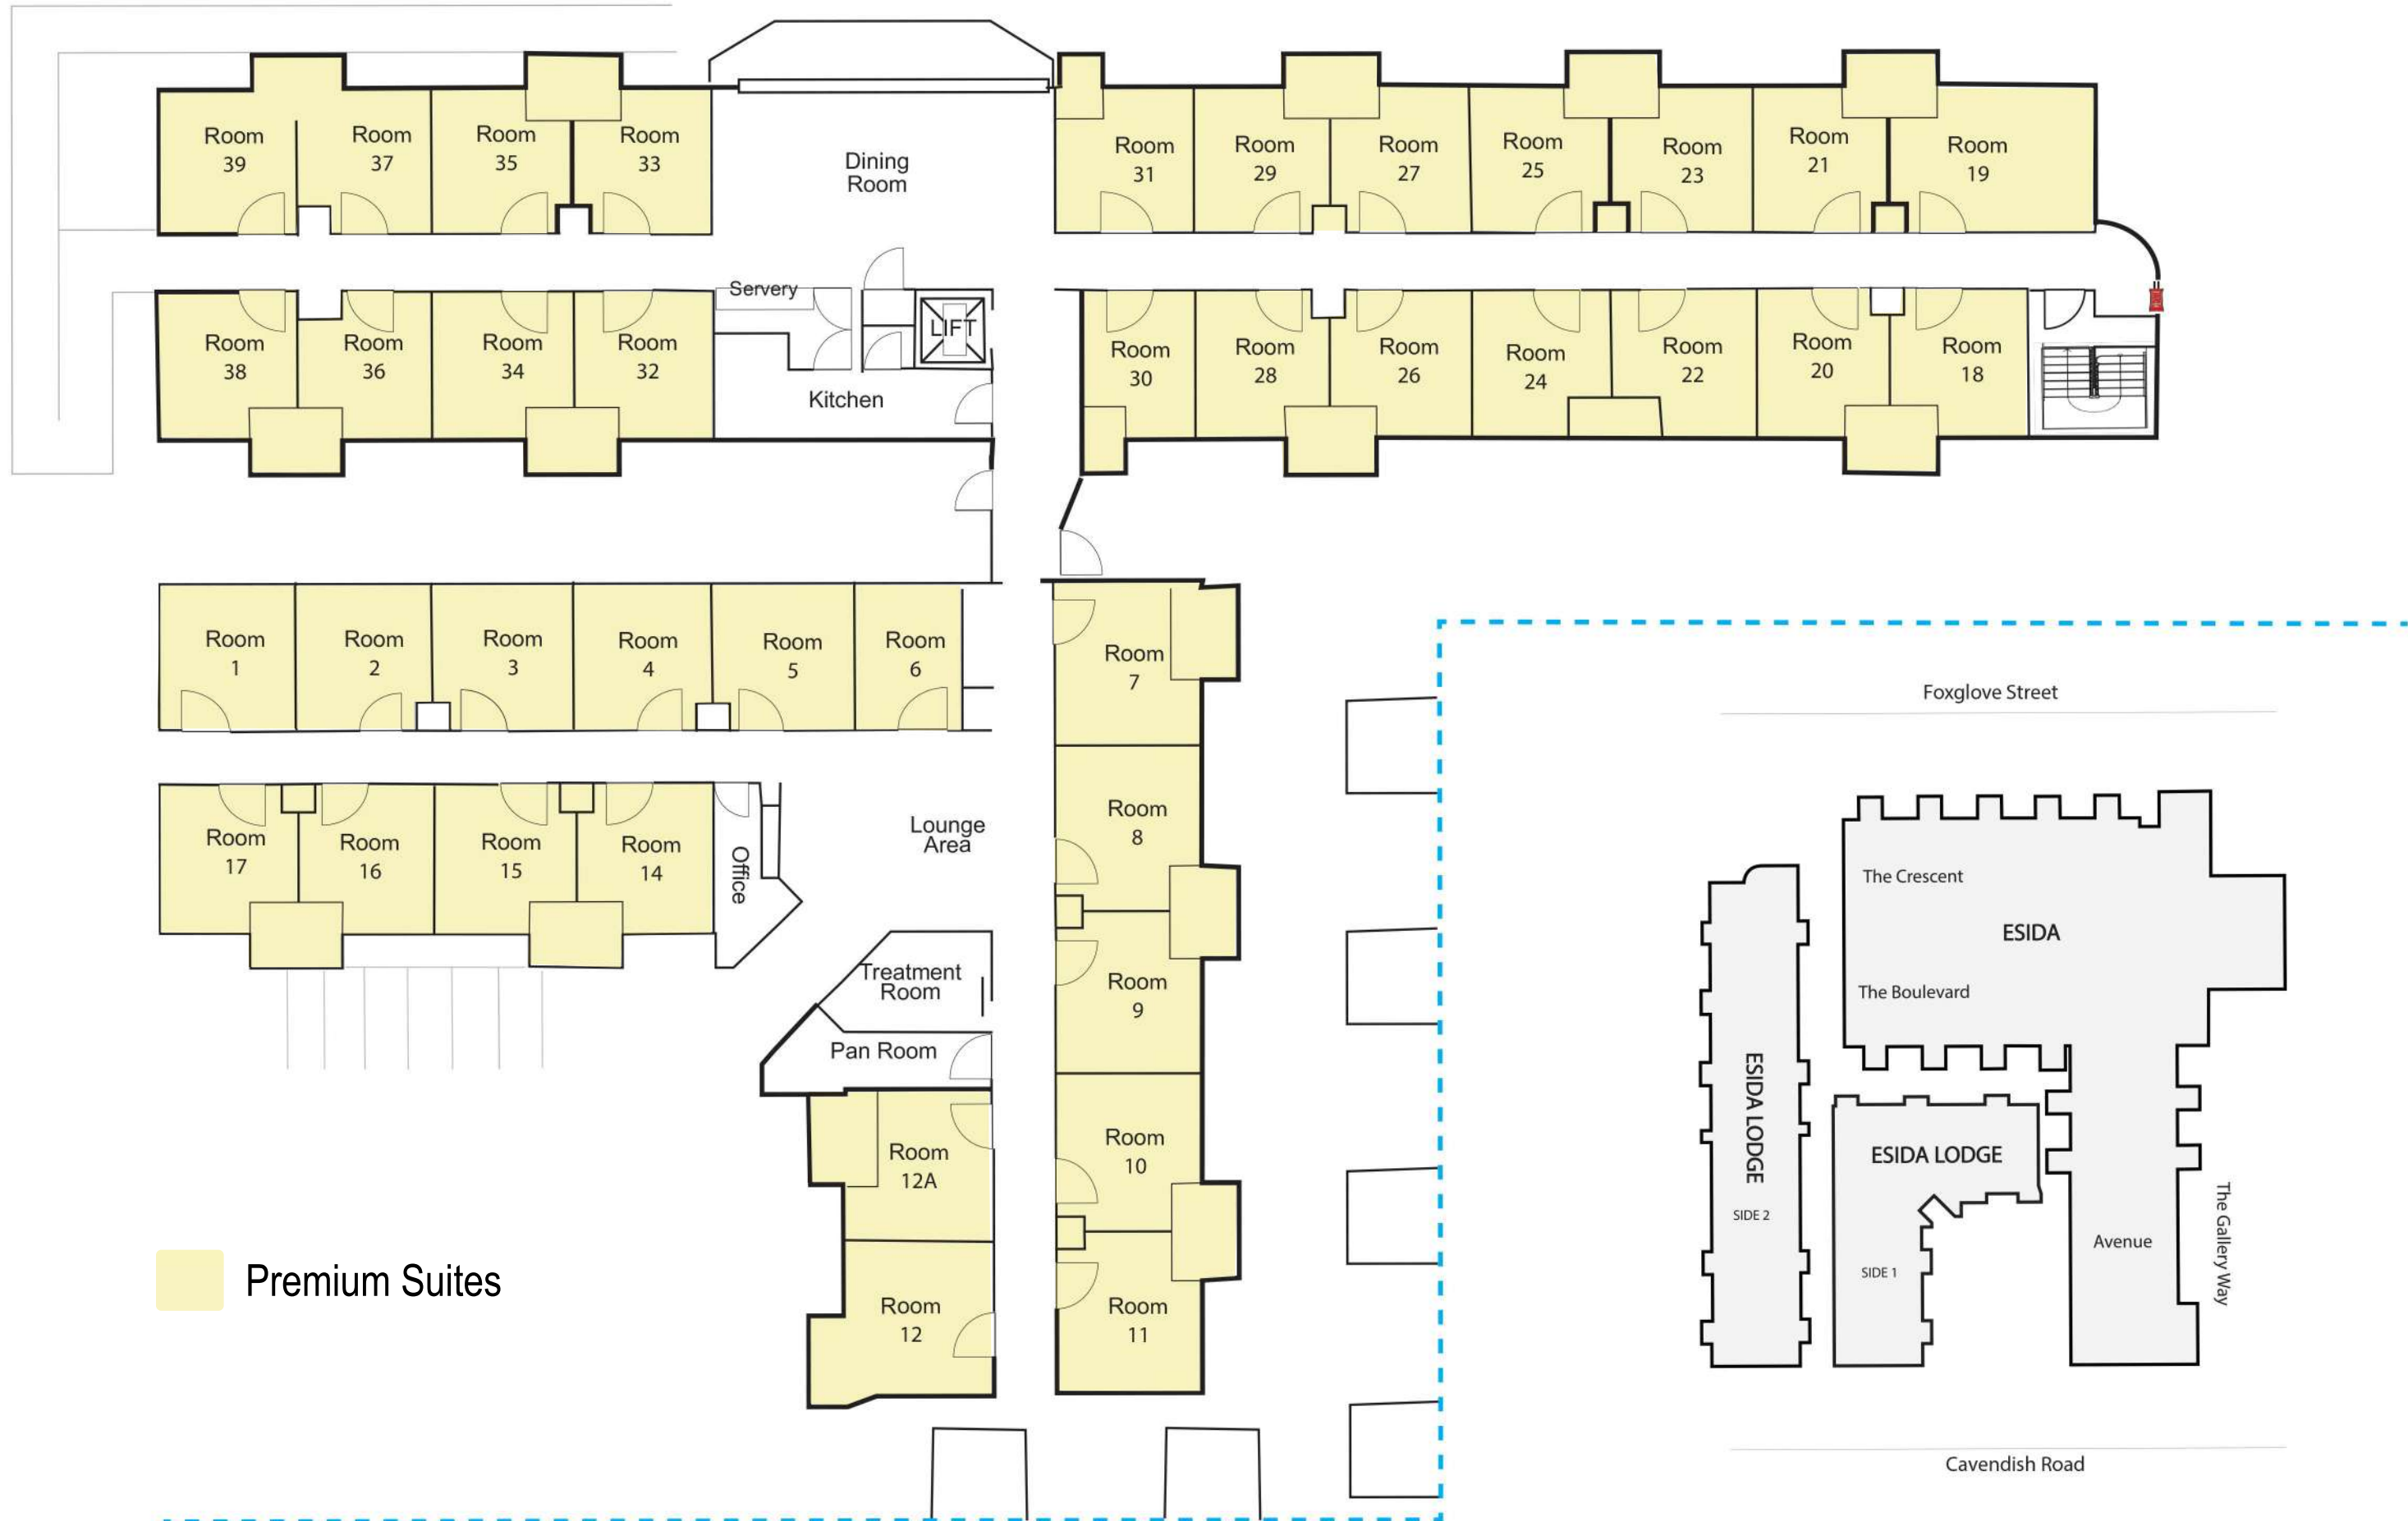 Room
39
Room
37
Room
35
Room
33
Dining
Room
Room
31
Room
29
Room
27
Room
25
Room
23
Room
21
Room
19
Servery
LIFT
Kitchen
Room
38
Room
36
Room
34
Room
32
Room
30
Room
28
Room
26
Room
24
Room
22
Room
20
Room
18
Room
1
Room
2
Room
3
Room
4
Room
5
Room
6
Room
7
Room
8
Room
17
Room
16
Room
15
Room
14
Office
Lounge
Area
Treatment
Room
Pan Room
Room
9
Room
10
Room
12A
Room
12
Room
11
Premium Suites
Foxglove Street
The Crescent
ESIDA
The Boulevard
ESIDA LODGE
SIDE 2
ESIDA LODGE
SIDE 1
Avenue
The Gallery Way
Cavendish Road